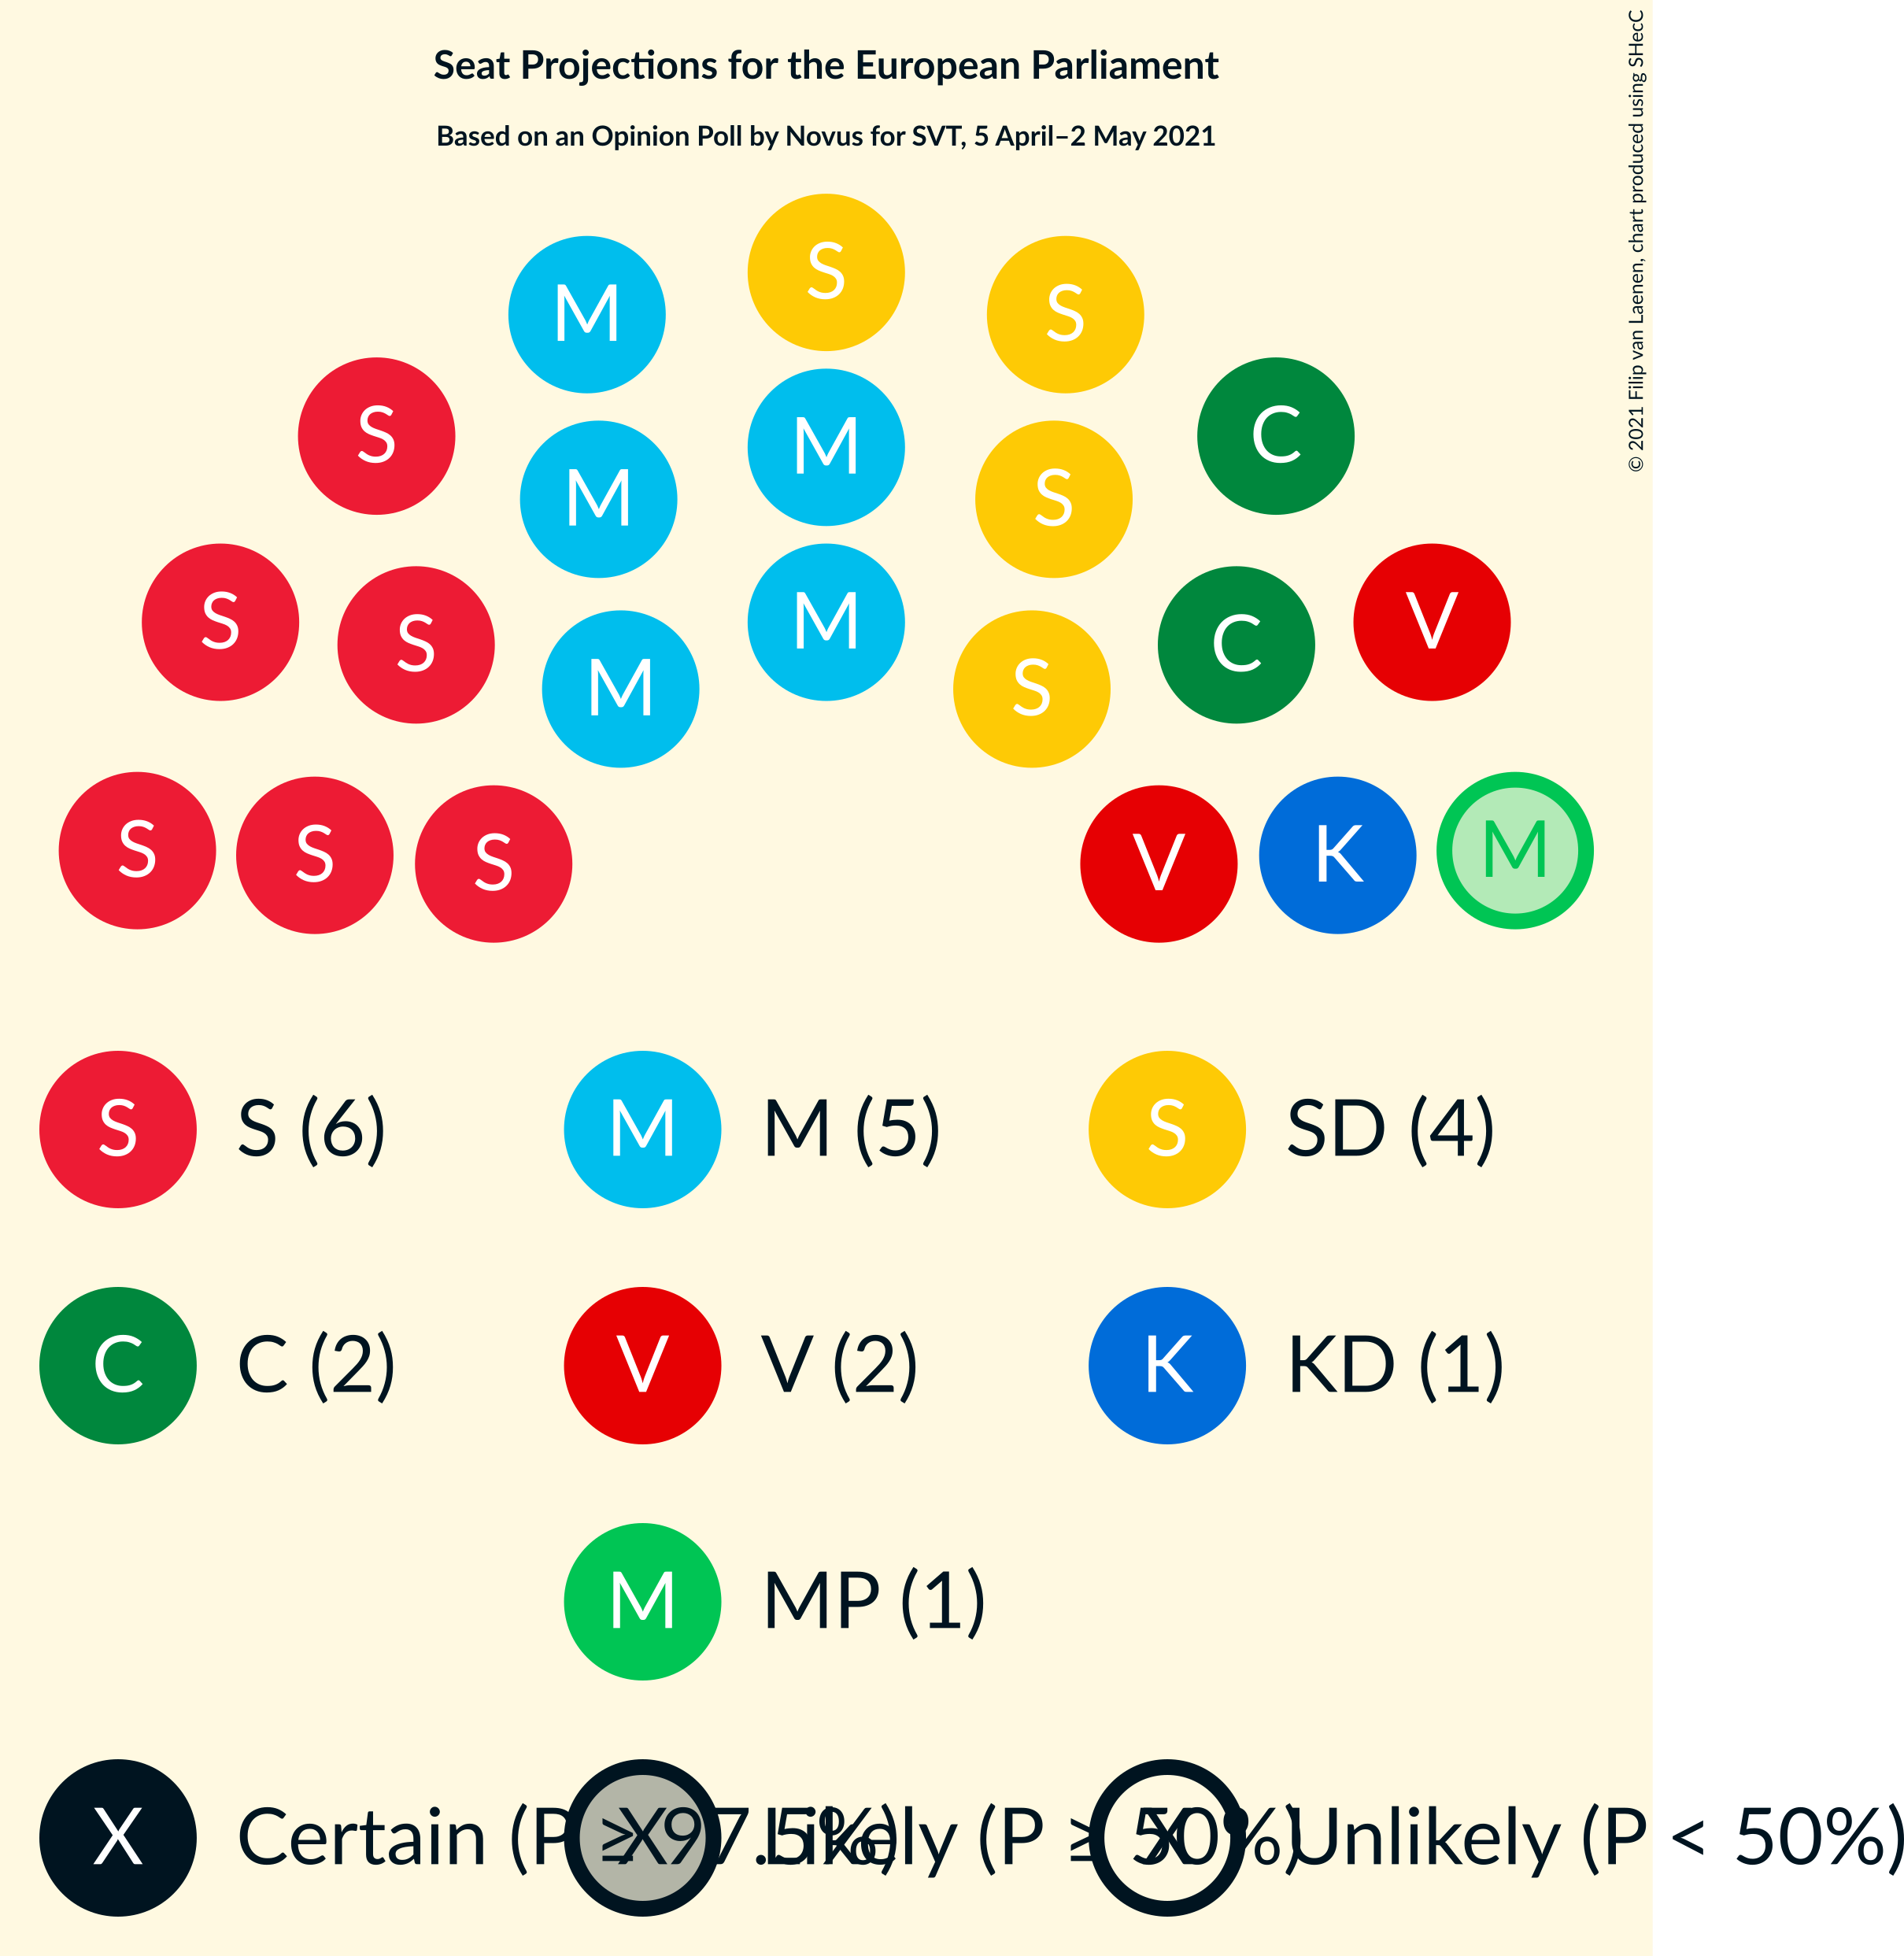 Seat Projections for the European Parliament
Based on an Opinion Poll by Novus for SVT, 5 April–2 May 2021
© 2021 Filip van Laenen, chart produced using SHecC
S
M S
M M S
S M M S C
S S M M S C V
S S S V K M
S S (6) M M (5) S SD (4)
C C (2) V V (2) K KD (1)
M MP (1)
X Certain (P ≥ 97.5%) X Likely (P ≥ 50%) X Unlikely (P < 50%)